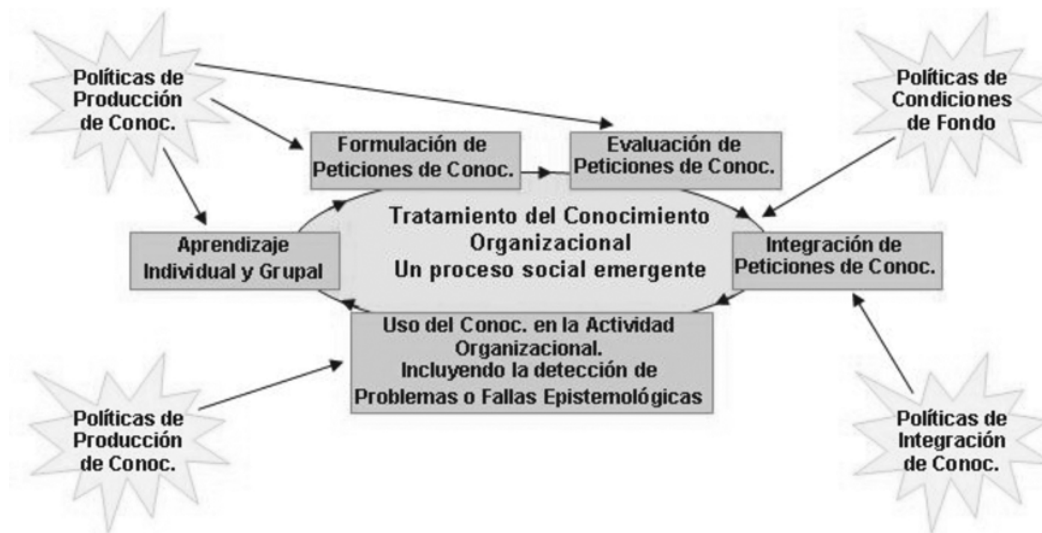 Políticas de
Producción
de Conoc.
Políticas de
Condiciones
de Fondo
Formulación de
Peticiones de Conoc.
Evaluación de
Peticiones de Conoc.
Tratamiento del Conocimiento
Organizacional
Un proceso social emergente
Aprendizaje
Individual y Grupal
Integración de
Peticiones de Conoc.
Uso del Conoc. en la Actividad
Organizacional.
Incluyendo la detección de
Problemas o Fallas Epistemológicas
Políticas de
Producción
de Conoc.
Políticas de
Integración
de Conoc.